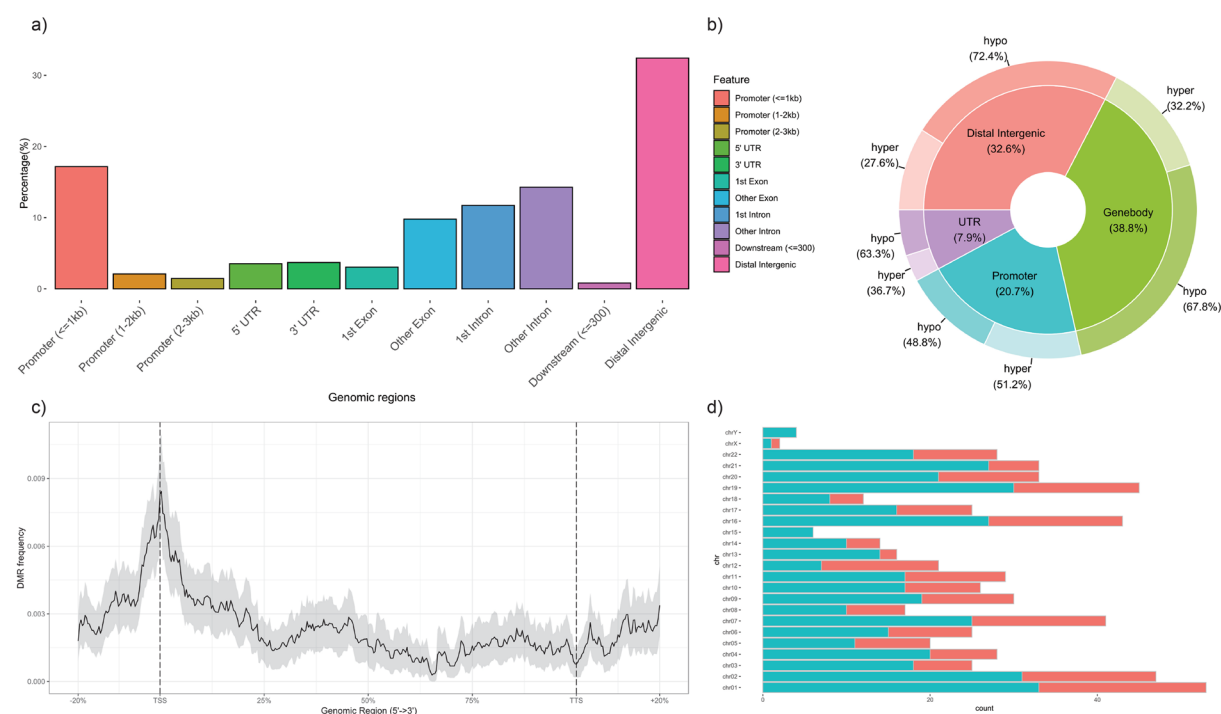 a)
Percentage(%)
30
20
10
0
Promoter (<=1kb)
Promoter (1-2kb)
Promoter (2-3kb)
5' UTR
3' UTR
1st Exon
Other Exon
1st Intron
Other Intron
Downstream (<=300)
Distal Intergenic
Genomic regions
Feature
Promoter (<=1kb)
Promoter (1-2kb)
Promoter (2-3kb)
5' UTR
3' UTR
1st Exon
Other Exon
1st Intron
Other Intron
Downstream (<=300)
Distal Intergenic
b)
hypo
(72.4%)
hyper
(32.2%)
Distal Intergenic
(32.6%)
hyper
(27.6%)
Genebody
(38.8%)
UTR
(7.9%)
hypo
(63.3%)
hyper
(36.7%)
Promoter
(20.7%)
hypo
(67.8%)
hypo
(48.8%)
hyper
(51.2%)
c)
DMR frequency
0.009
0.006
0.003
0.000
-20%
TSS
25%
50%
75%
TTS
+20%
Genomic Region (5'->3')
d)
chr
chrY
chrX
chr22
chr21
chr20
chr19
chr18
chr17
chr16
chr15
chr14
chr13
chr12
chr11
chr10
chr09
chr08
chr07
chr06
chr05
chr04
chr03
chr02
chr01
0
20
40
count